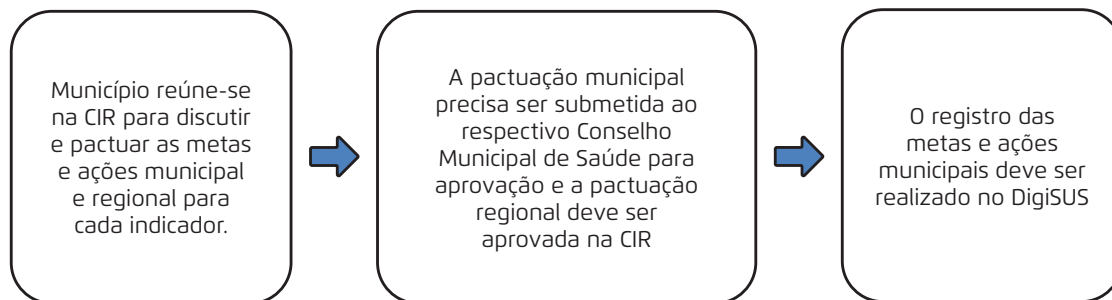 Município reúne-se
na CIR para discutir
e pactuar as metas
e ações municipal
e regional para
cada indicador.
A pactuação municipal
precisa ser submetida ao
respectivo Conselho
Municipal de Saúde para
aprovação e a pactuação
regional deve ser
aprovada na CIR
O registro das
metas e ações
municipais deve ser
realizado no DigiSUS